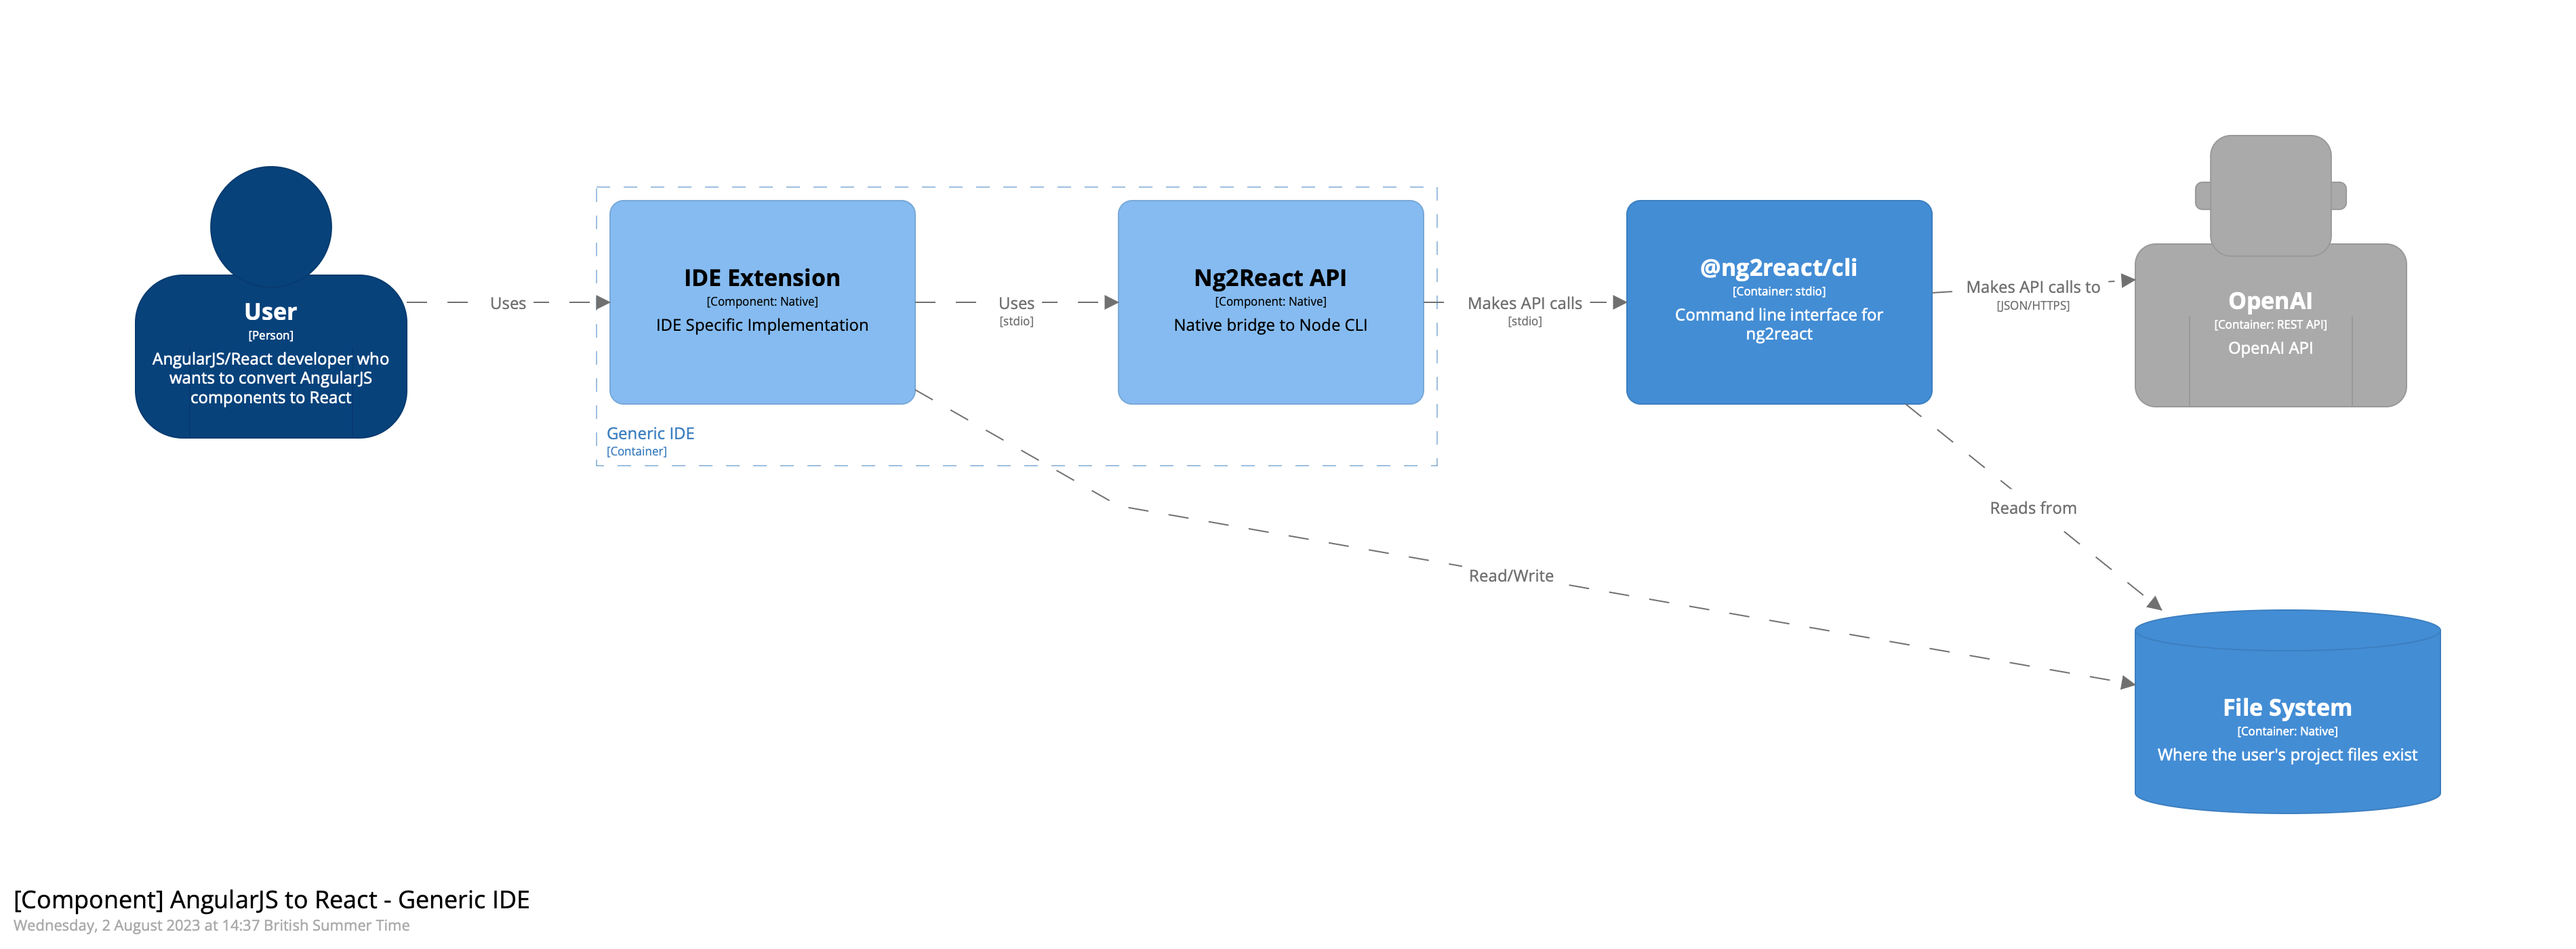 User
[Person]
AngularJS/React developer who
wants to convert AngularJS
components to React
Uses
IDE Extension
[Component: Native]
IDE Specific Implementation
Uses
[stdio]
Ng2React API
[Component: Native]
Native bridge to Node CLI
Generic IDE
[Container]
Makes API calls
[stdio]
@ng2react/cli
[Container: stdio]
Command line interface for
ng2react
Makes API calls to
[JSON/HTTPS]
OpenAI
[Container: REST API]
OpenAI API
Reads from
Read/Write
File System
[Container: Native]
Where the user's project files exist
[Component] AngularJS to React - Generic IDE
Wednesday, 2 August 2023 at 14:37 British Summer Time